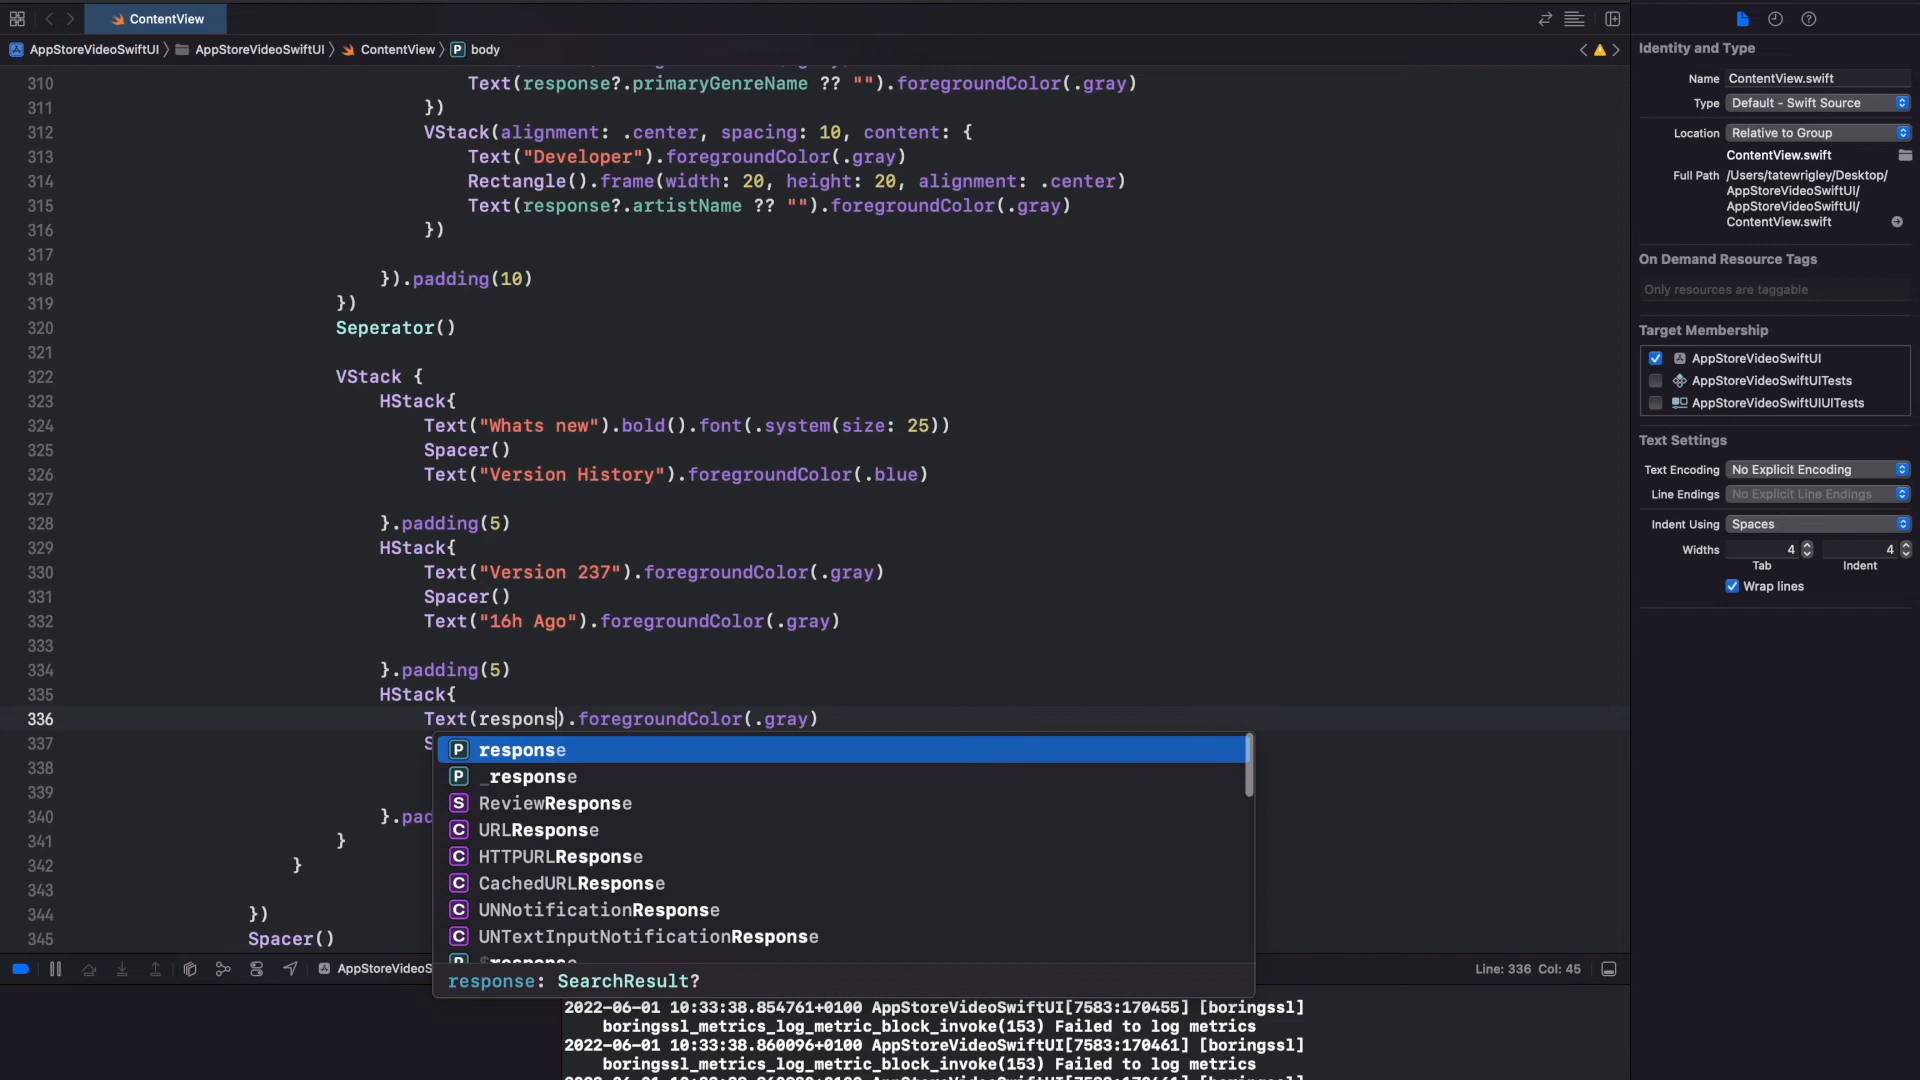 ContentView
AppStoreVideoSwiftUI AppStoreVideoSwiftUI ContentView P body
310 Text(response?.primaryGenreName ?? "").foregroundColor(.gray)
311 })
312 VStack(alignment: .center, spacing: 10, content: {
313 Text("Developer").foregroundColor(.gray)
314 Rectangle().frame(width: 20, height: 20, alignment: .center)
315 Text(response?.artistName ?? "").foregroundColor(.gray)
316 })
317
318 }).padding(10)
319 })
320 Seperator()
321
322 VStack {
323 HStack{
324 Text("Whats new").bold().font(.system(size: 25))
325 Spacer()
326 Text("Version History").foregroundColor(.blue)
327
328 }.padding(5)
329 HStack{
330 Text("Version 237").foregroundColor(.gray)
331 Spacer()
332 Text("16h Ago").foregroundColor(.gray)
333
334 }.padding(5)
335 HStack{
336 Text(respons).foregroundColor(.gray)
337 S
338
339
340 }.pad
341 }
342 }
343
344 })
345 Spacer()
P response
P _response
S ReviewResponse
C URLResponse
C HTTPURLResponse
C CachedURLResponse
C UNNotificationResponse
C UNTextInputNotificationResponse
P $response
response: SearchResult?
AppStoreVideoS
Line: 336 Col: 45
2022-06-01 10:33:38.854761+0100 AppStoreVideoSwiftUI[7583:170455] [boringssl]
boringssl_metrics_log_metric_block_invoke(153) Failed to log metrics
2022-06-01 10:33:38.860096+0100 AppStoreVideoSwiftUI[7583:170461] [boringssl]
boringssl_metrics_log_metric_block_invoke(153) Failed to log metrics
Identity and Type
Name ContentView.swift
Type Default - Swift Source
Location Relative to Group
ContentView.swift
Full Path /Users/tatewrigley/Desktop/
AppStoreVideoSwiftUI/
AppStoreVideoSwiftUI/
ContentView.swift
On Demand Resource Tags
Only resources are taggable
Target Membership
AppStoreVideoSwiftUI
AppStoreVideoSwiftUITests
AppStoreVideoSwiftUIUITests
Text Settings
Text Encoding No Explicit Encoding
Line Endings No Explicit Line Endings
Indent Using Spaces
Widths 4 4
Tab Indent
Wrap lines